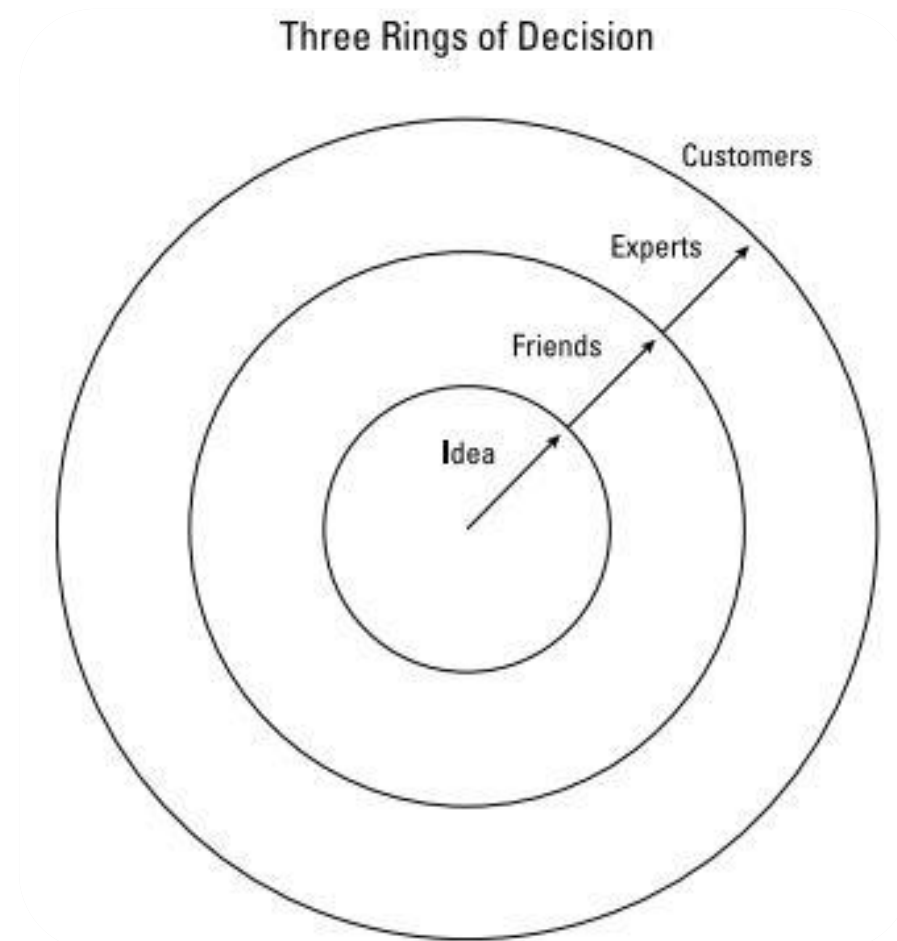 Three Rings of Decision
Customers
Experts
Friends
Idea